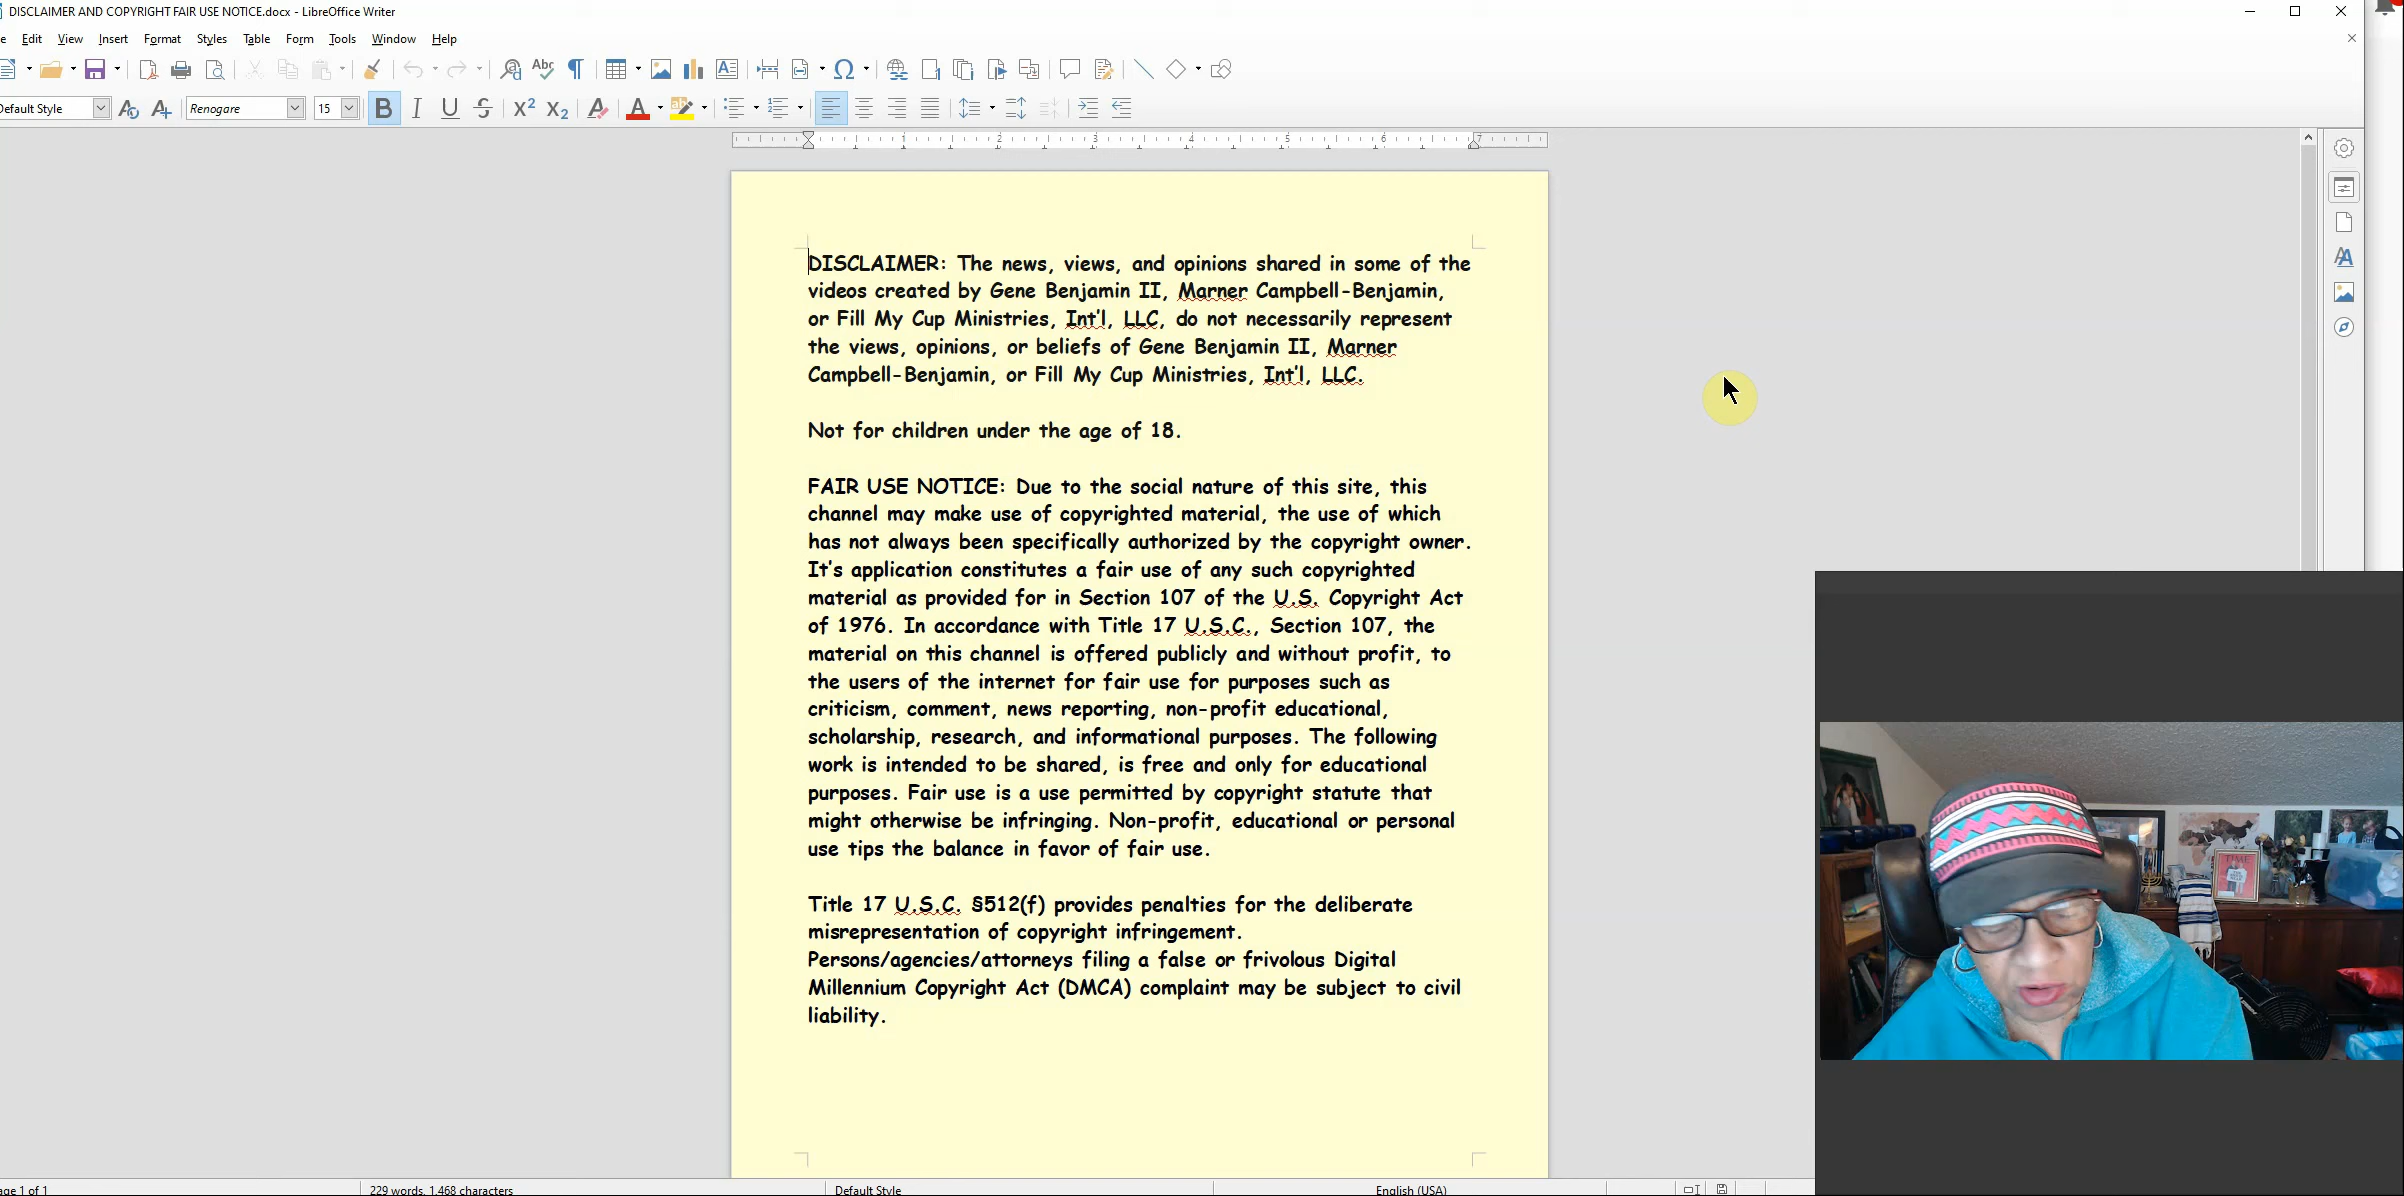 DISCLAIMER AND COPYRIGHT FAIR USE NOTICE.docx - LibreOffice Writer
Edit View Insert Format Styles Table Form Tools Window Help
Default Style Renogare 15
1 2 3 4 5 6 7
DISCLAIMER: The news, views, and opinions shared in some of the
videos created by Gene Benjamin II, Marner Campbell-Benjamin,
or Fill My Cup Ministries, Int'l, LLC, do not necessarily represent
the views, opinions, or beliefs of Gene Benjamin II, Marner
Campbell-Benjamin, or Fill My Cup Ministries, Int'l, LLC.
Not for children under the age of 18.
FAIR USE NOTICE: Due to the social nature of this site, this
channel may make use of copyrighted material, the use of which
has not always been specifically authorized by the copyright owner.
It's application constitutes a fair use of any such copyrighted
material as provided for in Section 107 of the U.S. Copyright Act
of 1976. In accordance with Title 17 U.S.C., Section 107, the
material on this channel is offered publicly and without profit, to
the users of the internet for fair use for purposes such as
criticism, comment, news reporting, non-profit educational,
scholarship, research, and informational purposes. The following
work is intended to be shared, is free and only for educational
purposes. Fair use is a use permitted by copyright statute that
might otherwise be infringing. Non-profit, educational or personal
use tips the balance in favor of fair use.
Title 17 U.S.C. §512(f) provides penalties for the deliberate
misrepresentation of copyright infringement.
Persons/agencies/attorneys filing a false or frivolous Digital
Millennium Copyright Act (DMCA) complaint may be subject to civil
liability.
TIME
age 1 of 1 229 words, 1,468 characters Default Style English (USA)